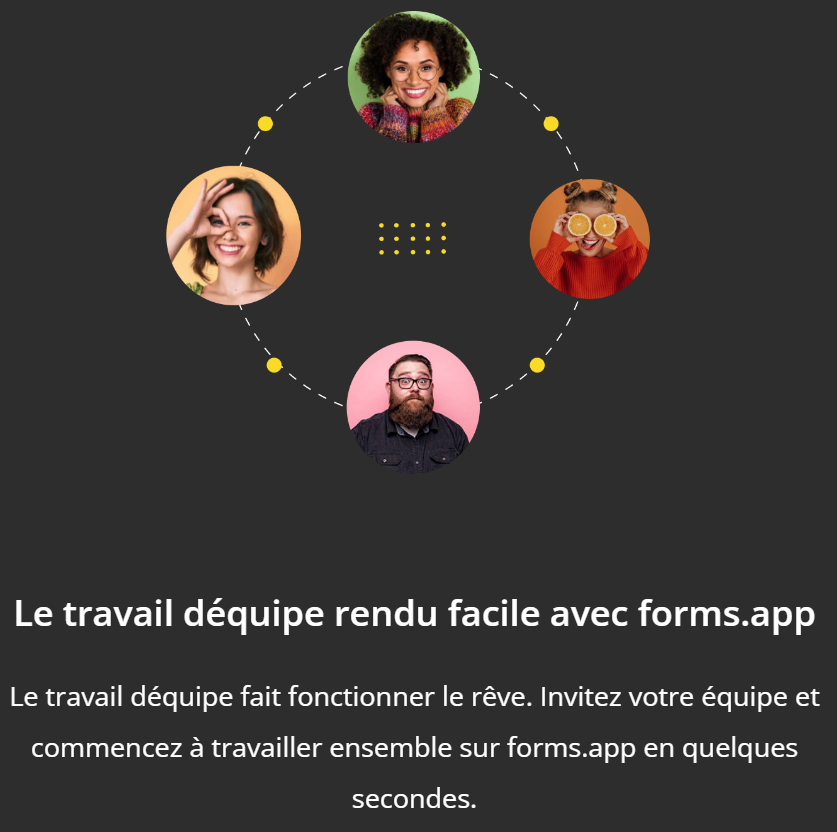 Le travail déquipe rendu facile avec forms.app
Le travail déquipe fait fonctionner le rêve. Invitez votre équipe et
commencez à travailler ensemble sur forms.app en quelques
secondes.